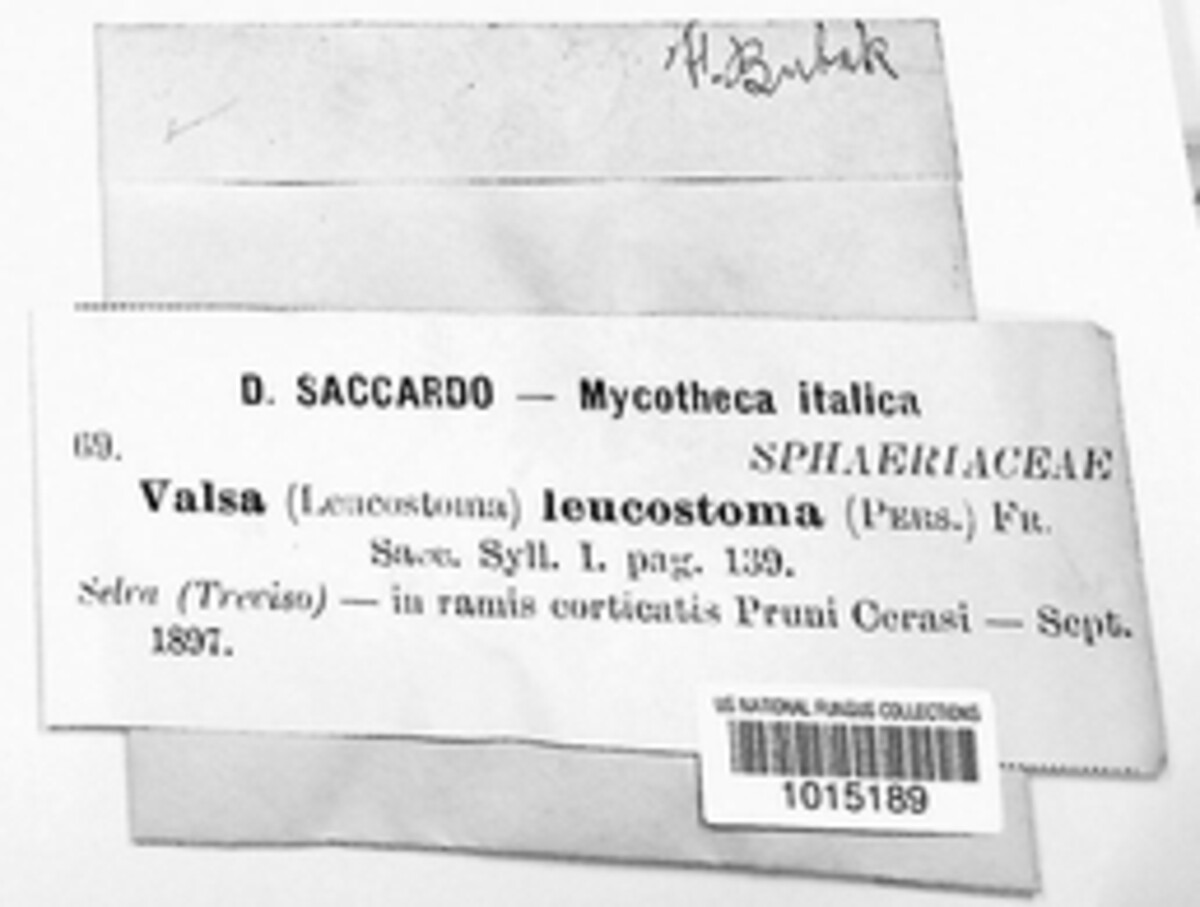 H. Bubak
D. SACCARDO — Mycotheca italica
69.
SPHAERIACEAE
Valsa (Leucostoma) leucostoma (PERS.) FR.
Sacc. Syll. I. pag. 139.
Selva (Treviso) — in ramis corticatis Pruni Cerasi — Sept.
1897.
US NATIONAL FUNGUS COLLECTIONS
1015189